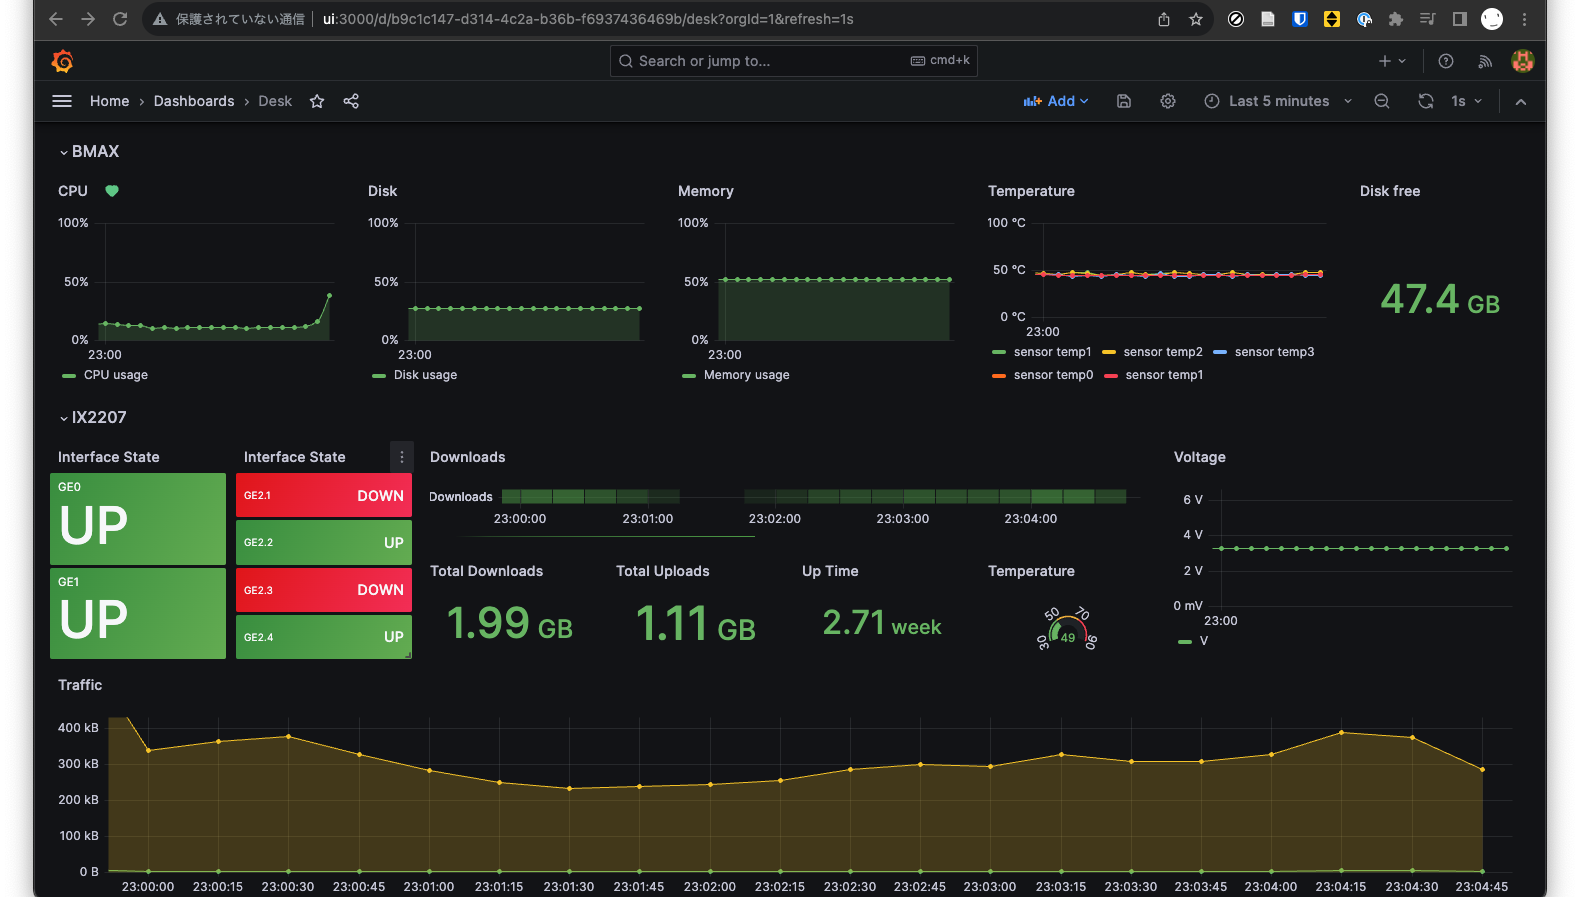 保護されていない通信 ui:3000/d/b9c1c147-d314-4c2a-b36b-f6937436469b/desk?orgId=1&refresh=1s
Search or jump to... cmd+k
Home › Dashboards › Desk Add Last 5 minutes 1s
BMAX
CPU Disk Memory Temperature Disk free
100% 100% 100% 100 °C
50% 50% 50% 50 °C
0% 0% 0% 0 °C
47.4 GB
23:00 23:00 23:00 23:00
CPU usage Disk usage Memory usage
sensor temp1 sensor temp2 sensor temp3
sensor temp0 sensor temp1
IX2207
Interface State Interface State Downloads Voltage
GE0
UP
GE1
UP
GE2.1 DOWN
GE2.2 UP
GE2.3 DOWN
GE2.4 UP
Downloads
23:00:00 23:01:00 23:02:00 23:03:00 23:04:00
Total Downloads Total Uploads Up Time Temperature
1.99 GB 1.11 GB 2.71 week
30 50 70 90
49
6 V
4 V
2 V
0 mV
23:00
V
Traffic
400 kB
300 kB
200 kB
100 kB
0 B
23:00:00 23:00:15 23:00:30 23:00:45 23:01:00 23:01:15 23:01:30 23:01:45 23:02:00 23:02:15 23:02:30 23:02:45 23:03:00 23:03:15 23:03:30 23:03:45 23:04:00 23:04:15 23:04:30 23:04:45